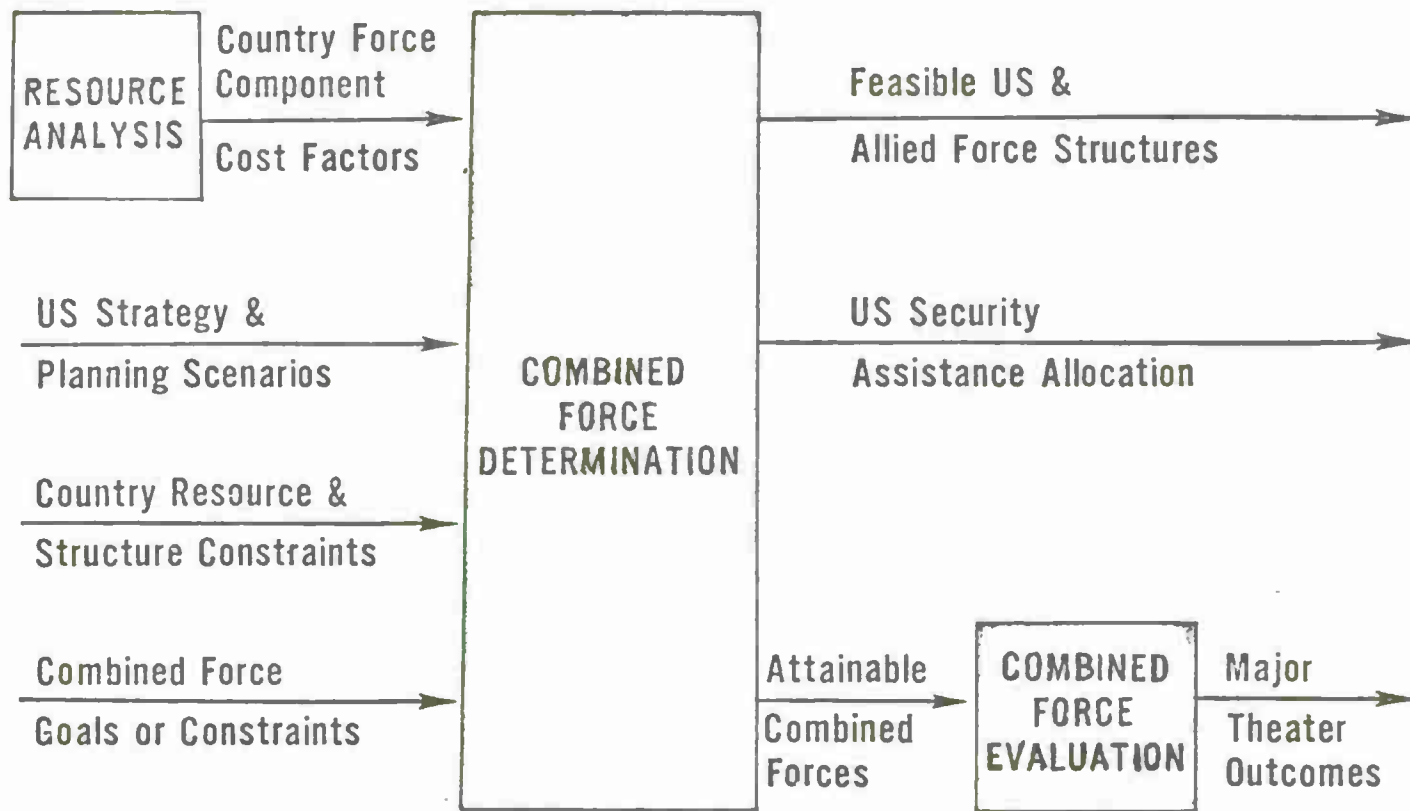 RESOURCE
ANALYSIS
Country Force
Component
Cost Factors
US Strategy &
Planning Scenarios
Country Resource &
Structure Constraints
Combined Force
Goals or Constraints
COMBINED
FORCE
DETERMINATION
Feasible US &
Allied Force Structures
US Security
Assistance Allocation
Attainable
Combined
Forces
COMBINED
FORCE
EVALUATION
Major
Theater
Outcomes